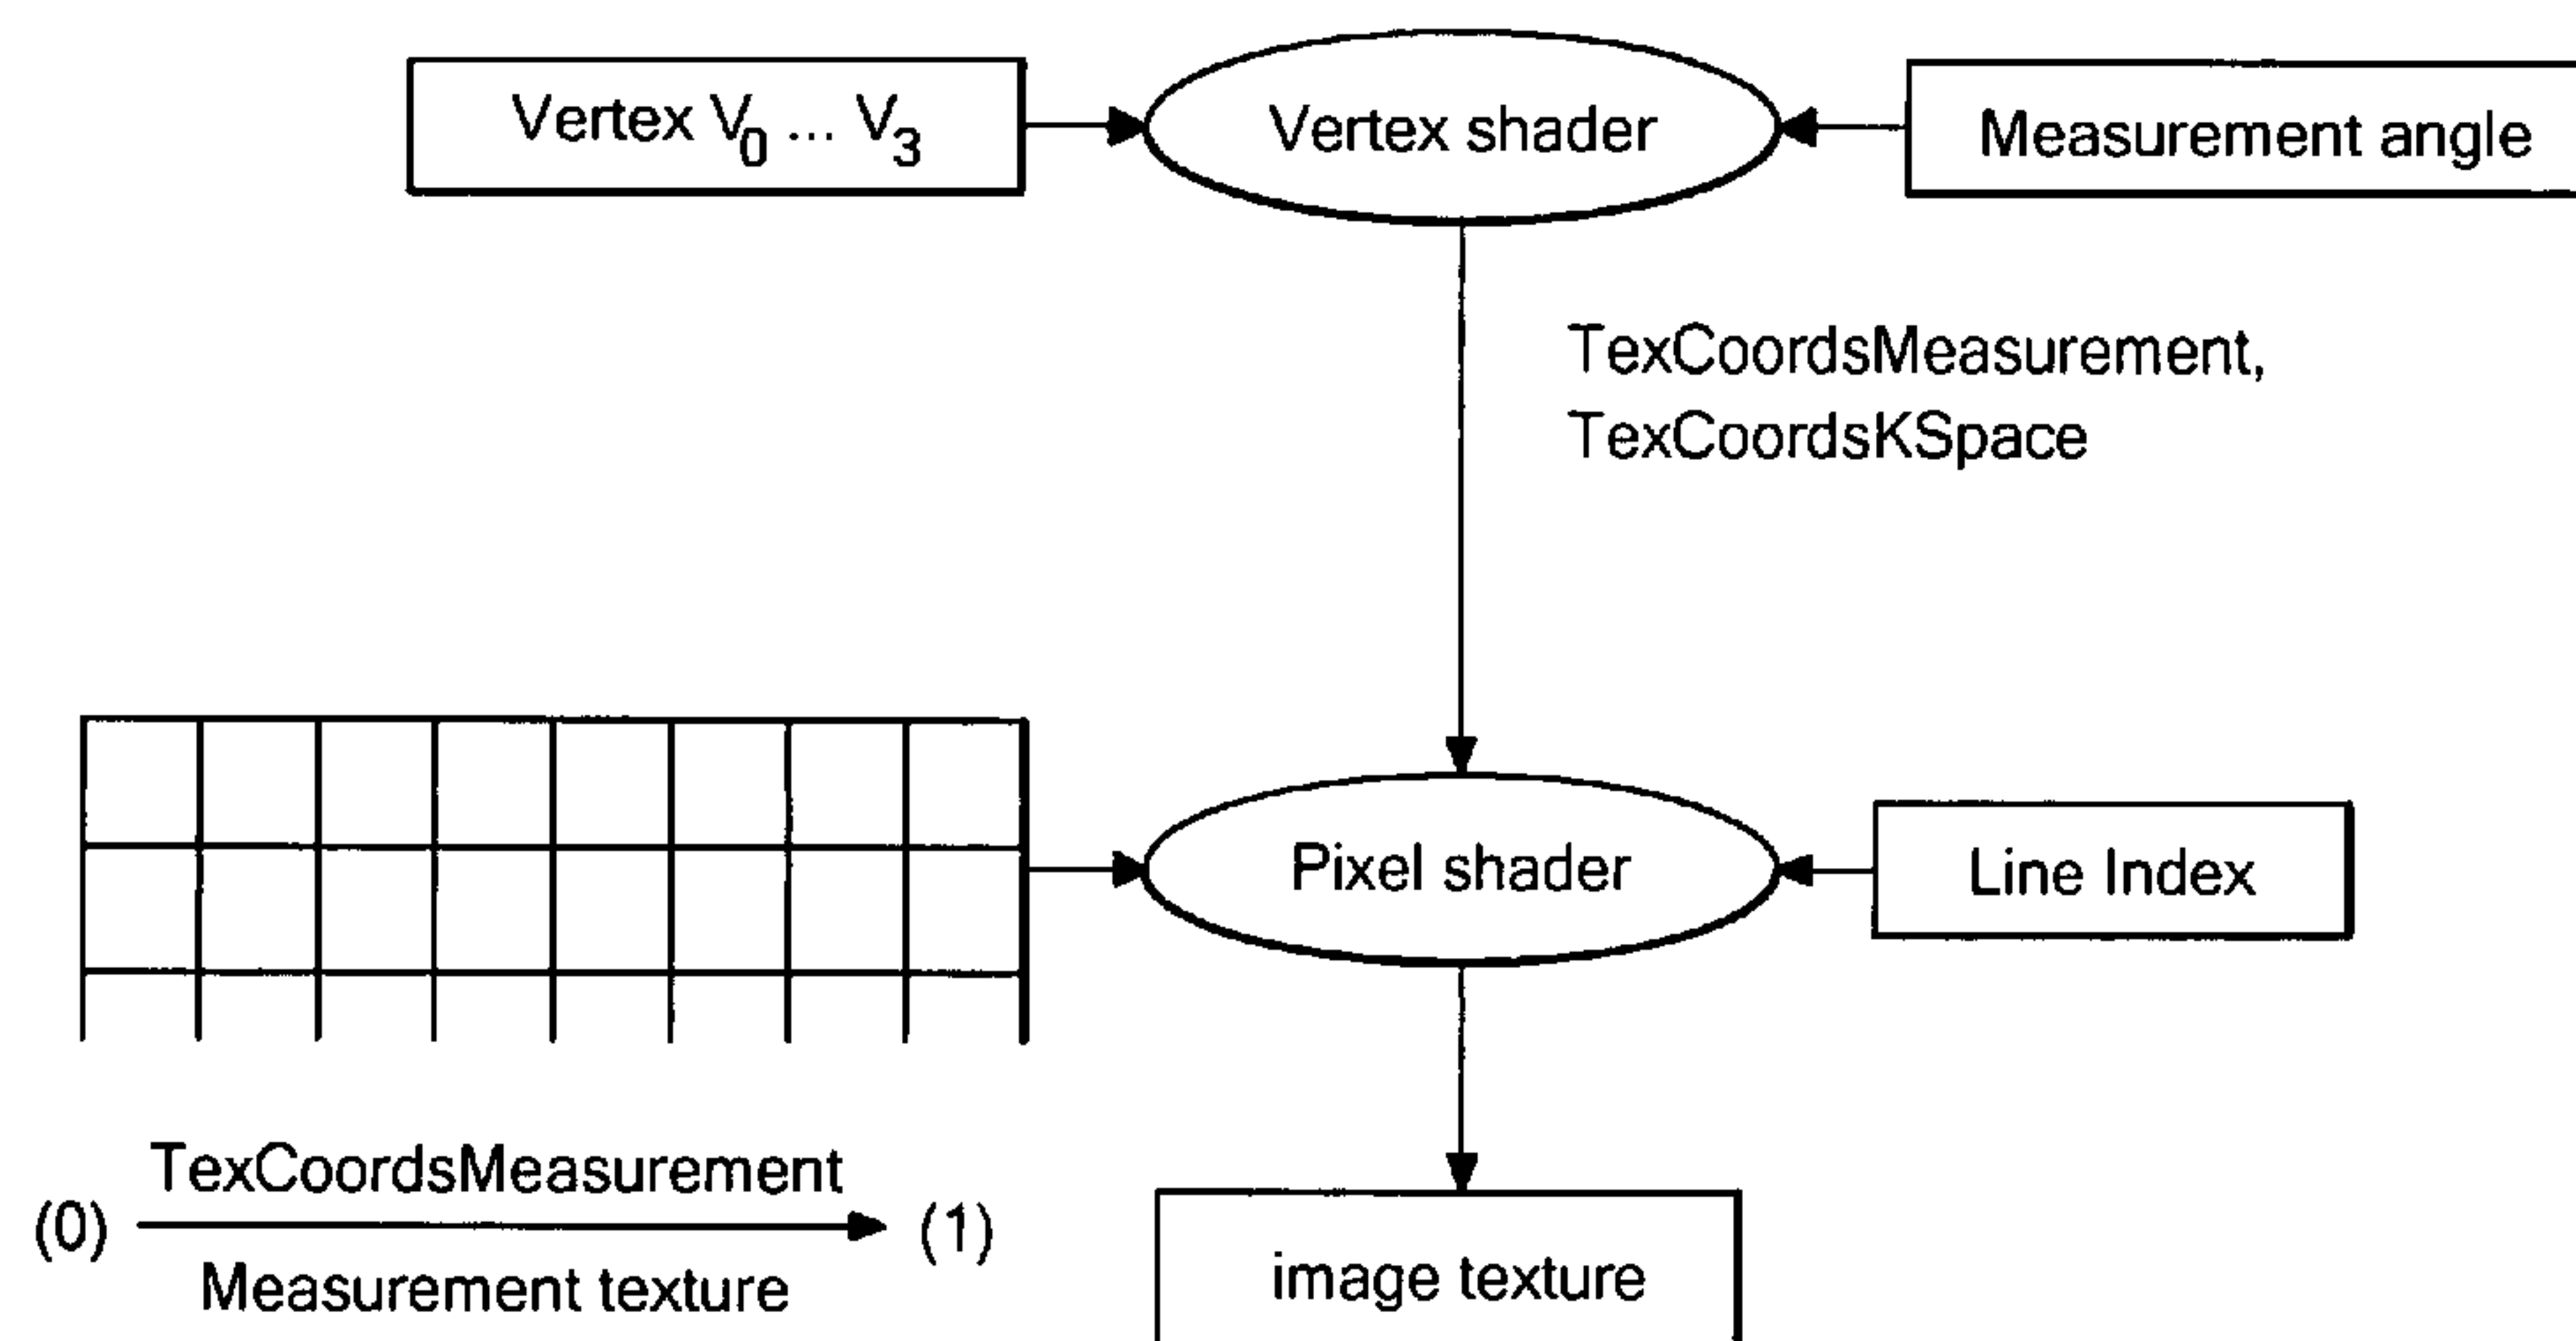 Vertex V0 ... V3
Vertex shader
Measurement angle
TexCoordsMeasurement,
TexCoordsKSpace
Pixel shader
Line Index
TexCoordsMeasurement
(0)
(1)
Measurement texture
image texture